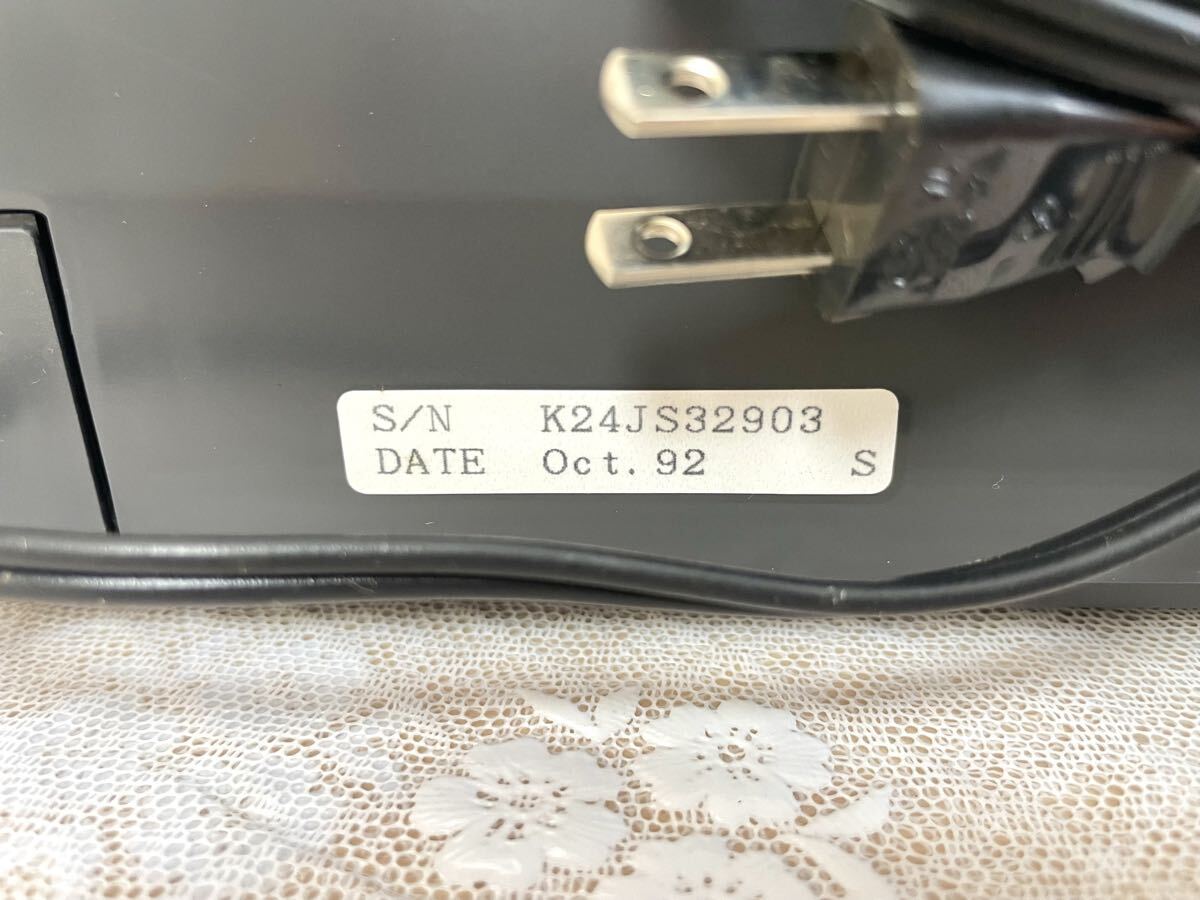 S/N K24JS32903
DATE Oct. 92 S